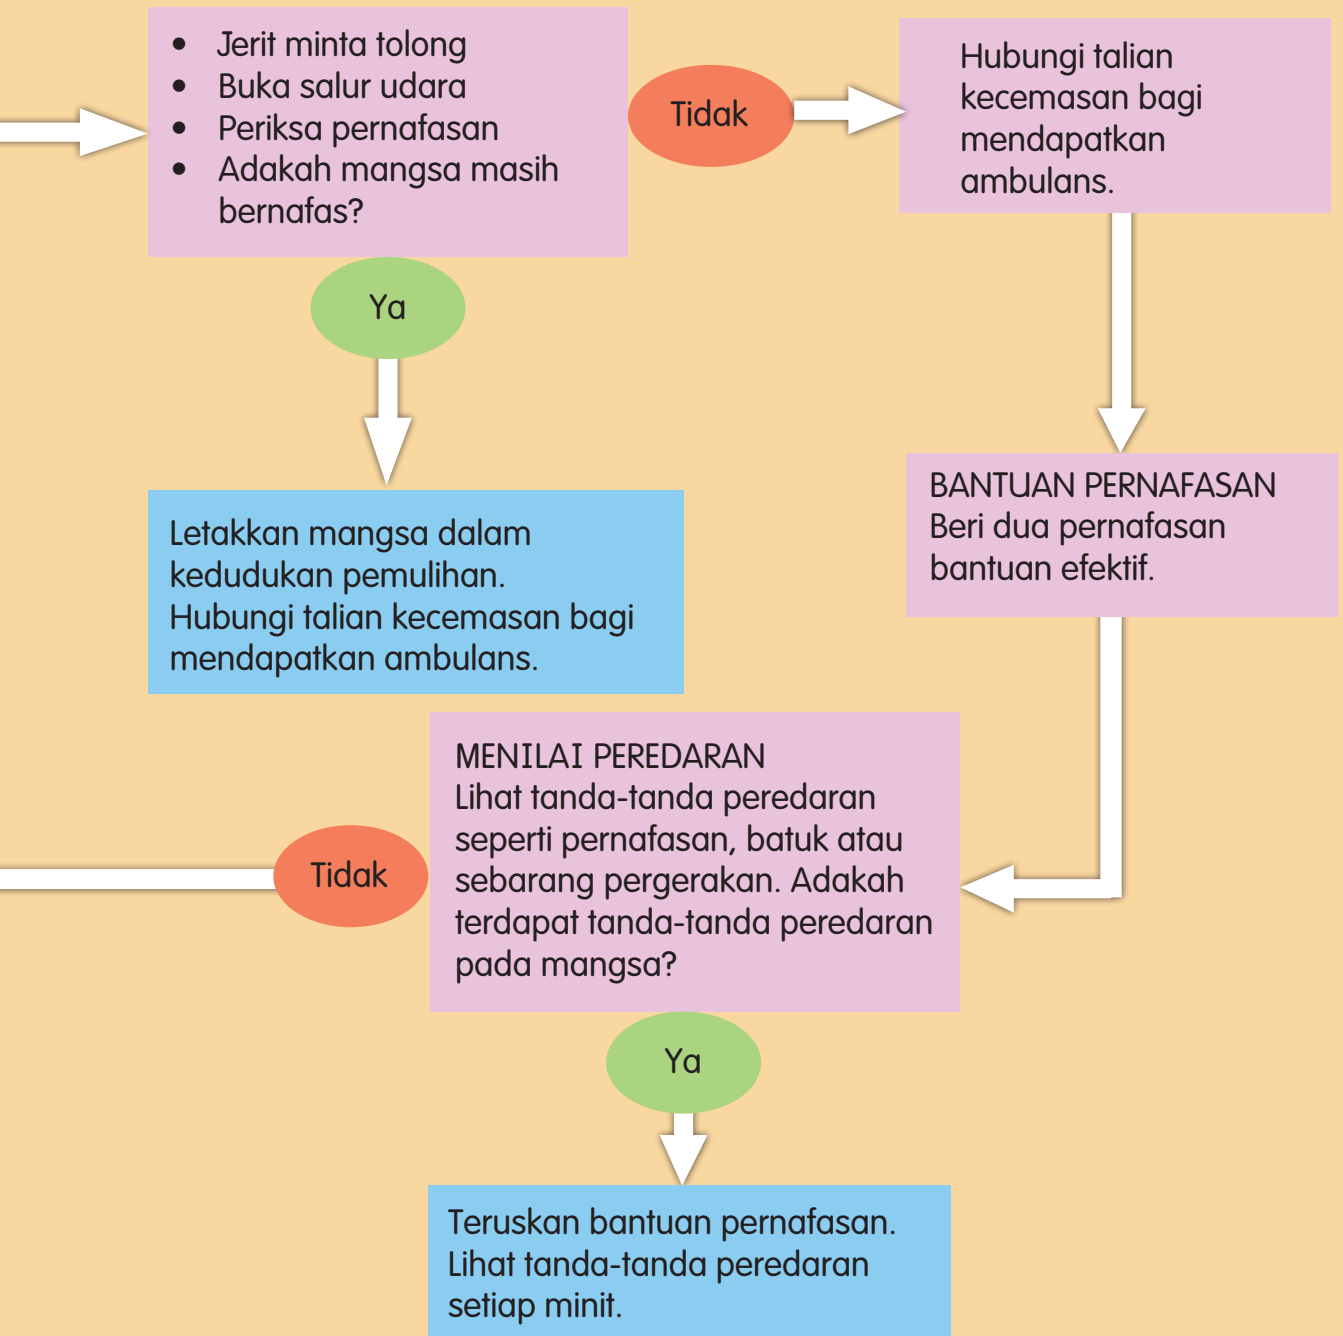 • Jerit minta tolong
• Buka salur udara
• Periksa pernafasan
• Adakah mangsa masih
bernafas?
Tidak
Hubungi talian
kecemasan bagi
mendapatkan
ambulans.
Ya
Letakkan mangsa dalam
kedudukan pemulihan.
Hubungi talian kecemasan bagi
mendapatkan ambulans.
BANTUAN PERNAFASAN
Beri dua pernafasan
bantuan efektif.
MENILAI PEREDARAN
Lihat tanda-tanda peredaran
seperti pernafasan, batuk atau
sebarang pergerakan. Adakah
terdapat tanda-tanda peredaran
pada mangsa?
Tidak
Ya
Teruskan bantuan pernafasan.
Lihat tanda-tanda peredaran
setiap minit.